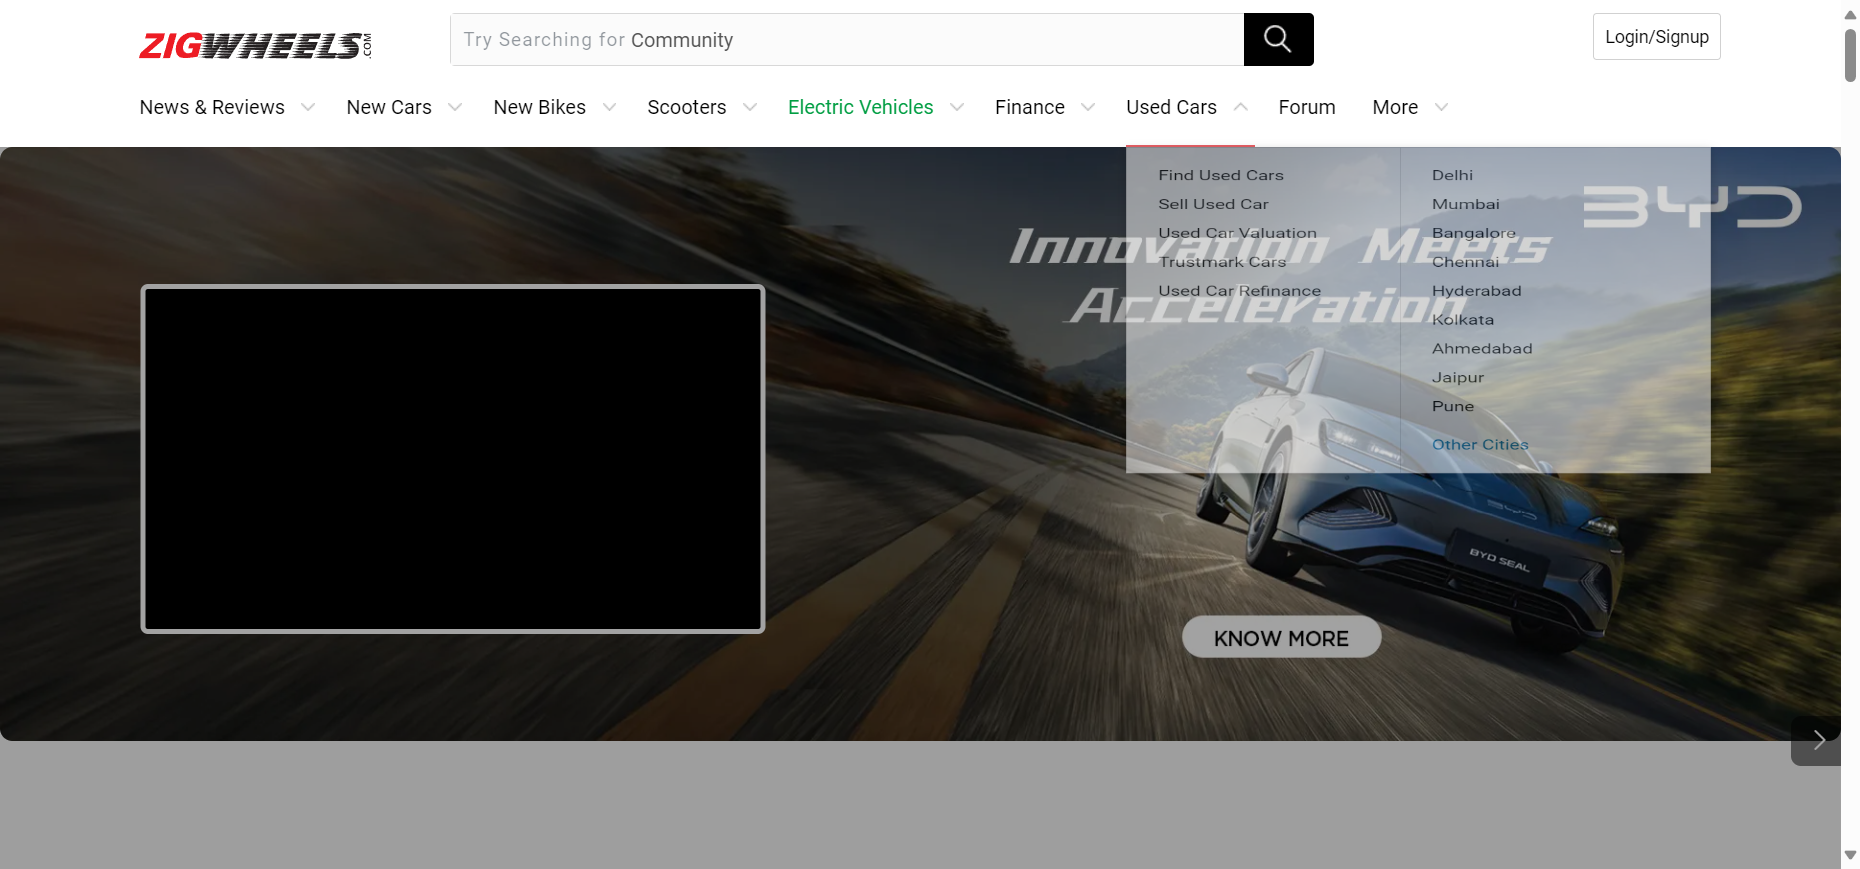 ZIGWHEELS.COM
Try Searching for Community
Login/Signup
News & Reviews
New Cars
New Bikes
Scooters
Electric Vehicles
Finance
Used Cars
Forum
More
Find Used Cars
Sell Used Car
Used Car Valuation
Trustmark Cars
Used Car Refinance
Delhi
Mumbai
Bangalore
Chennai
Hyderabad
Kolkata
Ahmedabad
Jaipur
Pune
Other Cities
BYD
Innovation Meets
Acceleration
BYD
BYD SEAL
KNOW MORE